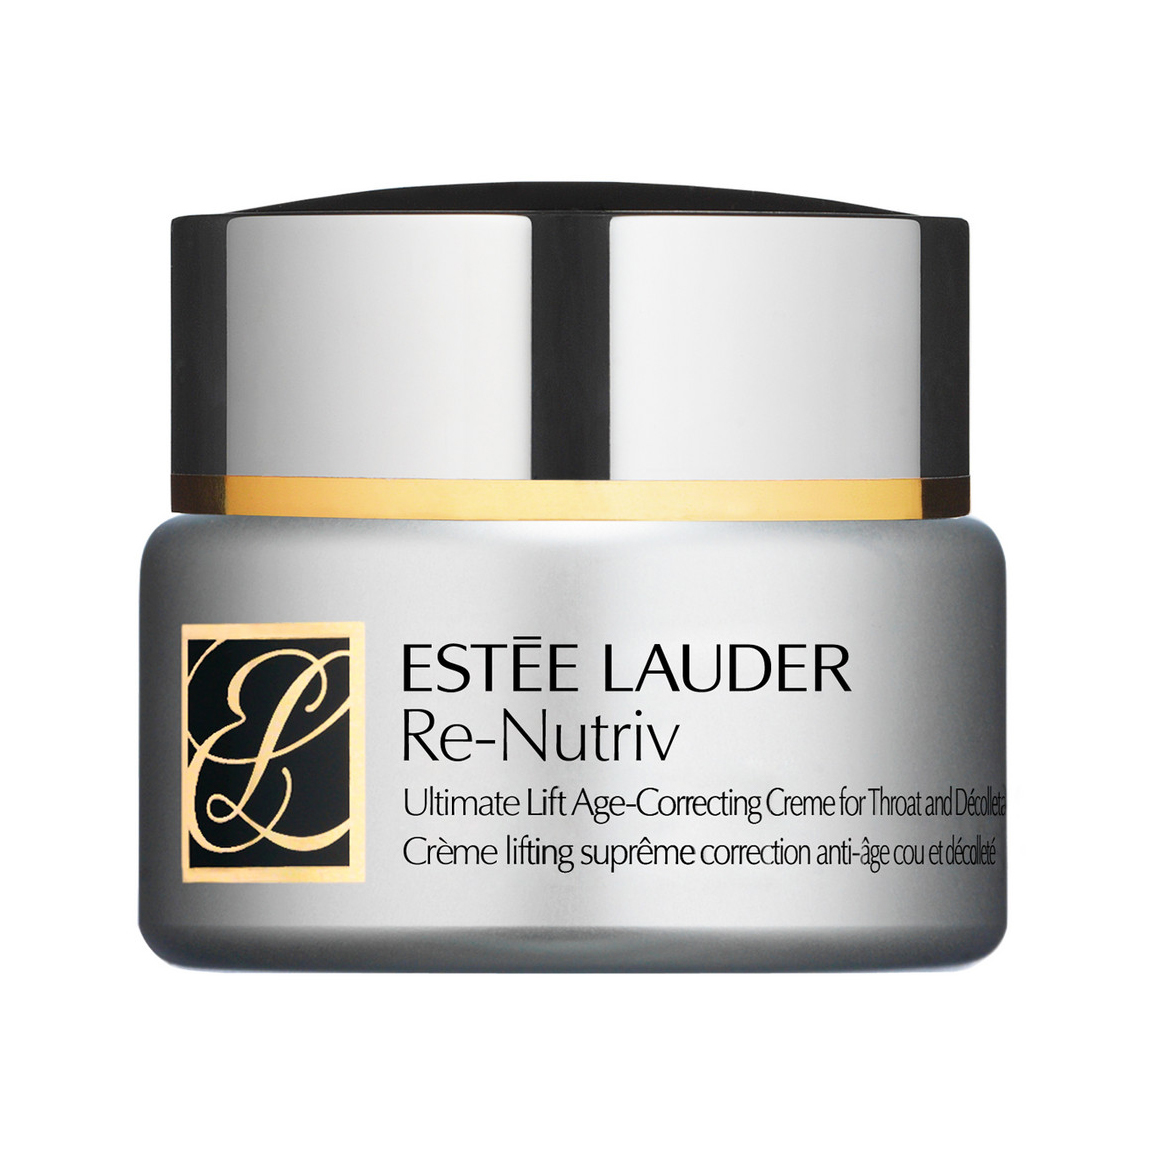 ESTĒE LAUDER
Re-Nutriv
Ultimate Lift Age-Correcting Creme for Throat and Décolleta
Crème lifting suprême correction anti-âge cou et décolleté